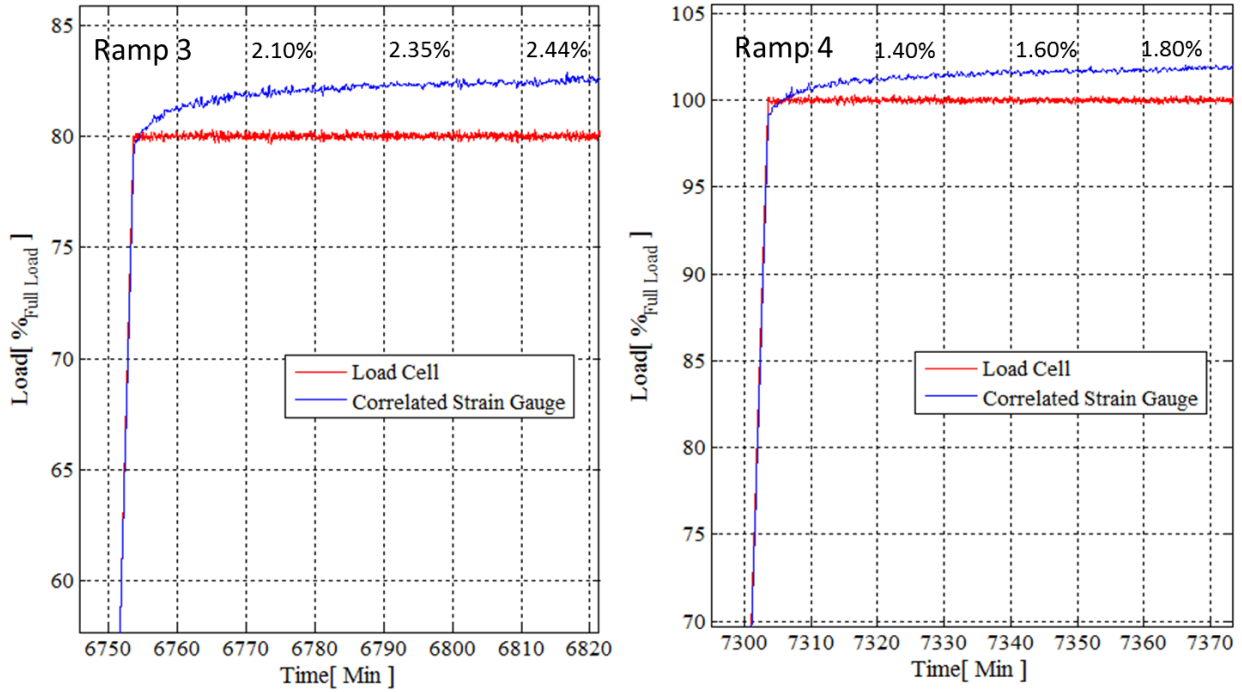 Ramp 3 2.10% 2.35% 2.44%
85
80
75
70
65
60
Load[ %Full Load]
Load Cell
Correlated Strain Gauge
6750 6760 6770 6780 6790 6800 6810 6820
Time[ Min ]
Ramp 4 1.40% 1.60% 1.80%
105
100
95
90
85
80
75
70
Load[ %Full Load]
Load Cell
Correlated Strain Gauge
7300 7310 7320 7330 7340 7350 7360 7370
Time[ Min ]